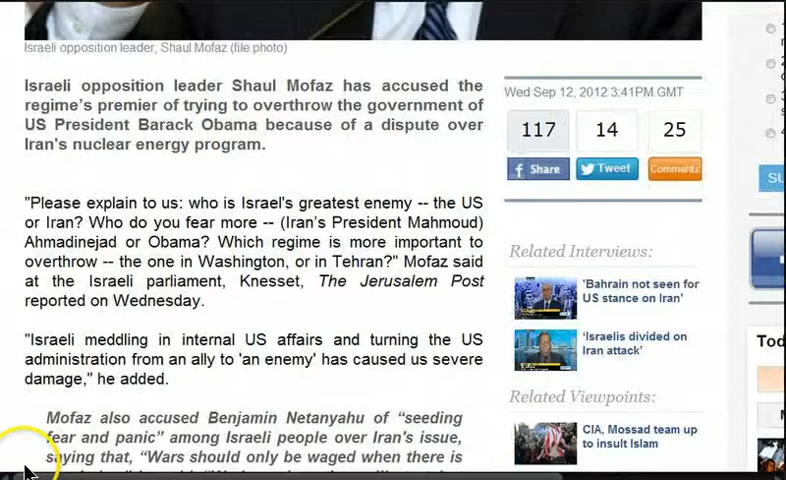 Israeli opposition leader, Shaul Mofaz (file photo)
Israeli opposition leader Shaul Mofaz has accused the
regime's premier of trying to overthrow the government of
US President Barack Obama because of a dispute over
Iran's nuclear energy program.
"Please explain to us: who is Israel's greatest enemy -- the US
or Iran? Who do you fear more -- (Iran's President Mahmoud)
Ahmadinejad or Obama? Which regime is more important to
overthrow -- the one in Washington, or in Tehran?" Mofaz said
at the Israeli parliament, Knesset, The Jerusalem Post
reported on Wednesday.
"Israeli meddling in internal US affairs and turning the US
administration from an ally to 'an enemy' has caused us severe
damage," he added.
Mofaz also accused Benjamin Netanyahu of "seeding
fear and panic" among Israeli people over Iran's issue,
saying that, "Wars should only be waged when there is
Wed Sep 12, 2012 3:41PM GMT
117 14 25
Share Tweet Comments
Related Interviews:
'Bahrain not seen for
US stance on Iran'
'Israelis divided on
Iran attack'
Related Viewpoints:
CIA, Mossad team up
to insult Islam